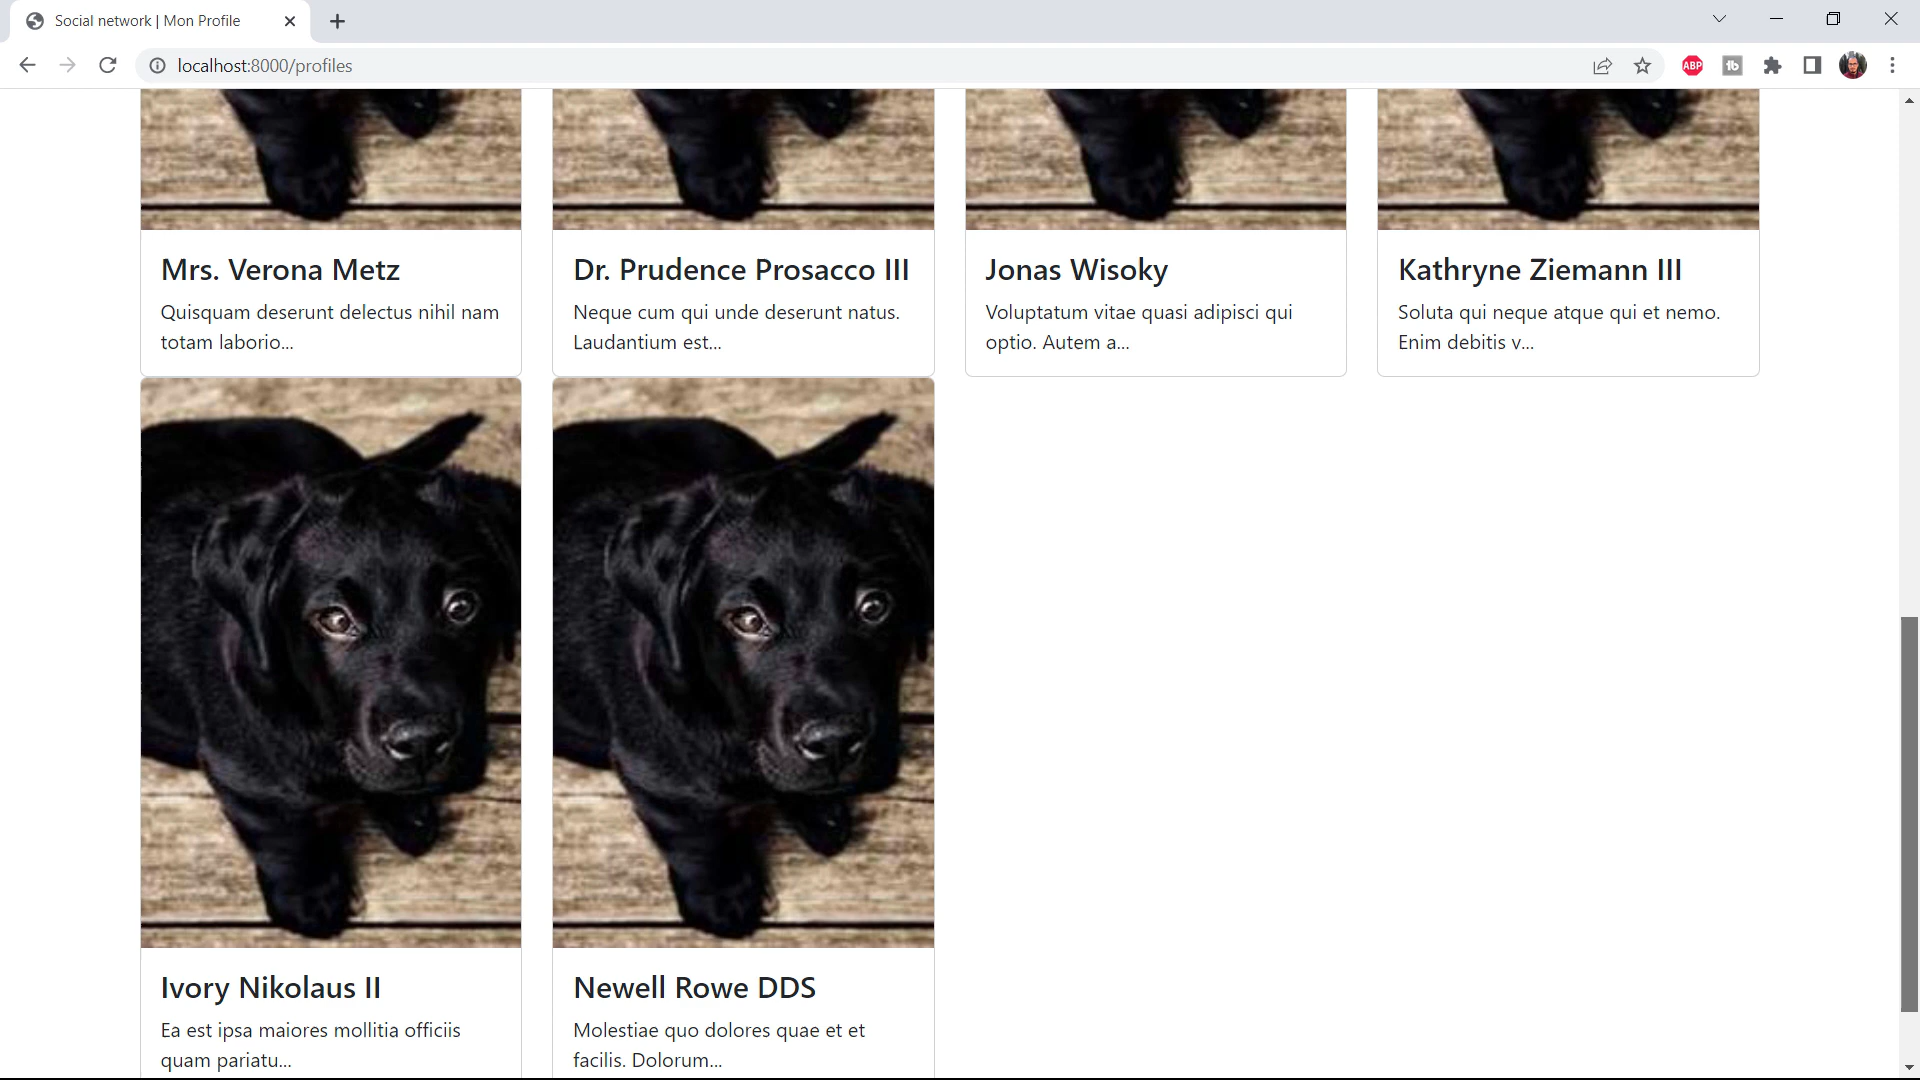 Social network | Mon Profile
localhost:8000/profiles
ABP
tb
Mrs. Verona Metz
Quisquam deserunt delectus nihil nam
totam laborio...
Dr. Prudence Prosacco III
Neque cum qui unde deserunt natus.
Laudantium est...
Jonas Wisoky
Voluptatum vitae quasi adipisci qui
optio. Autem a...
Kathryne Ziemann III
Soluta qui neque atque qui et nemo.
Enim debitis v...
Ivory Nikolaus II
Ea est ipsa maiores mollitia officiis
quam pariatu...
Newell Rowe DDS
Molestiae quo dolores quae et et
facilis. Dolorum...